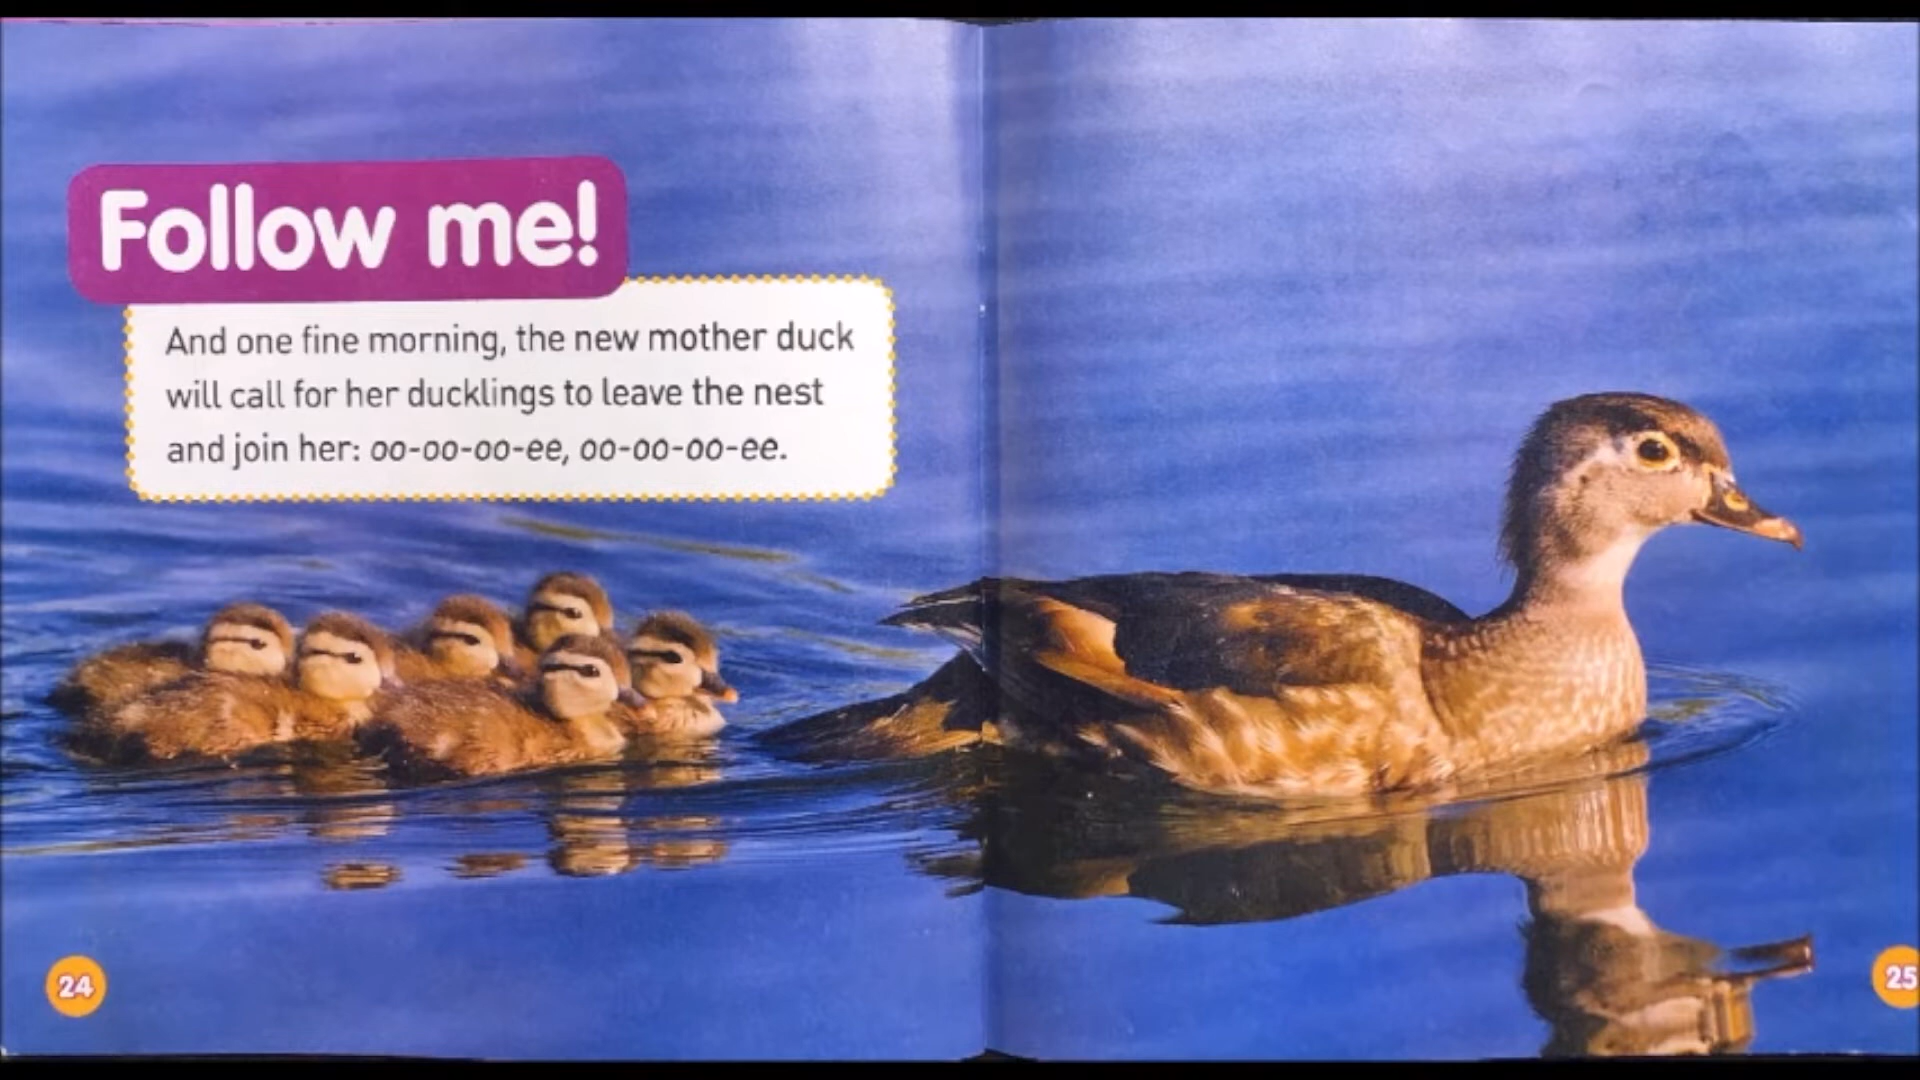 Follow me!
And one fine morning, the new mother duck
will call for her ducklings to leave the nest
and join her: oo-oo-oo-ee, oo-oo-oo-ee.
24
25